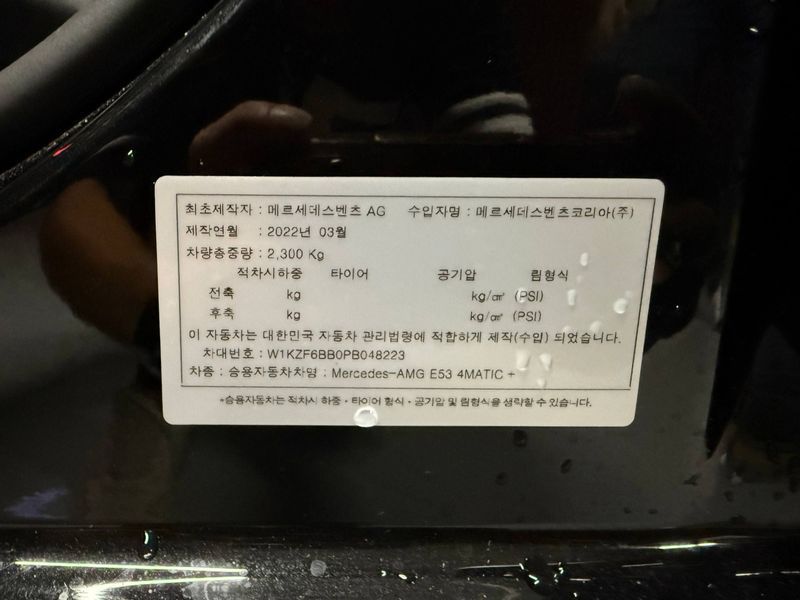 최초제작자 : 메르세데스벤츠 AG 수입자명 : 메르세데스벤츠코리아(주)
제작연월 : 2022년 03월
차량총중량 : 2,300 Kg
적차시하중 타이어 공기압 림형식
전축 kg kg/㎠ (PSI)
후축 kg kg/㎠ (PSI)
이 자동차는 대한민국 자동차 관리법령에 적합하게 제작(수입) 되었습니다.
차대번호 : W1KZF6BB0PB048223
차종 : 승용자동차차명 : Mercedes-AMG E53 4MATIC +
*승용자동차는 적차시 하중 · 타이어 형식 · 공기압 및 림형식을 생략할 수 있습니다.